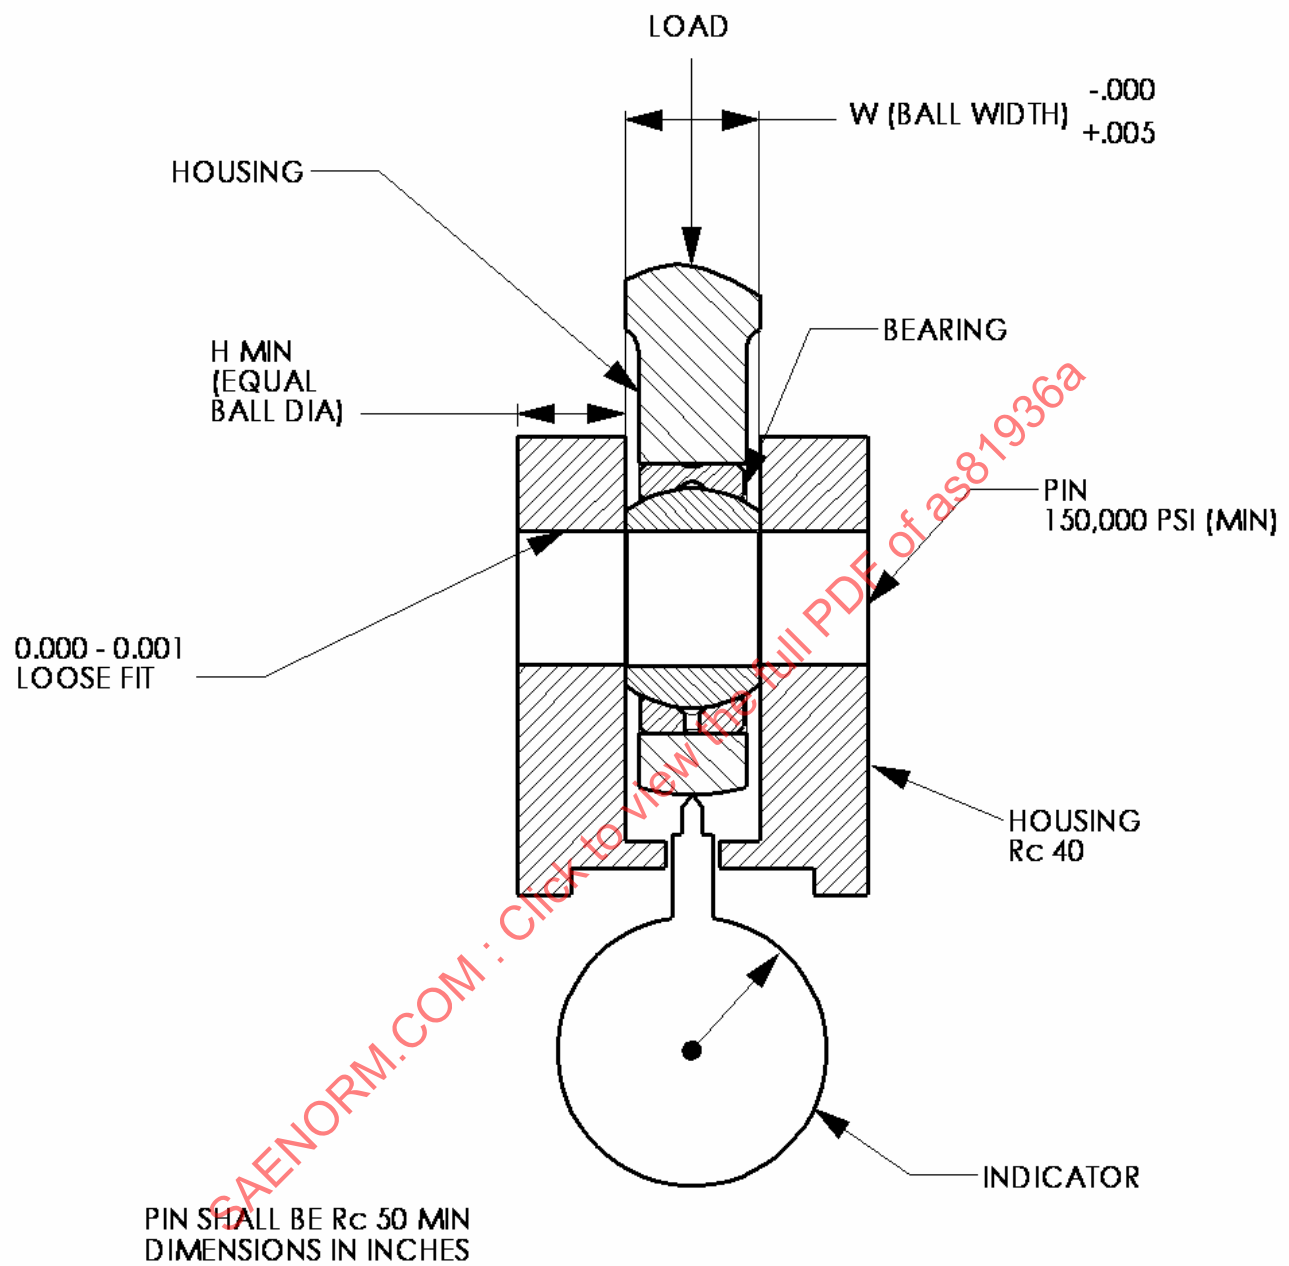 LOAD
W (BALL WIDTH) -.000
+.005
HOUSING
BEARING
H MIN
(EQUAL
BALL DIA)
PIN
150,000 PSI (MIN)
0.000 - 0.001
LOOSE FIT
HOUSING
Rc 40
INDICATOR
PIN SHALL BE Rc 50 MIN
DIMENSIONS IN INCHES
SAENORM.COM : Click to view the full PDF of as81936a